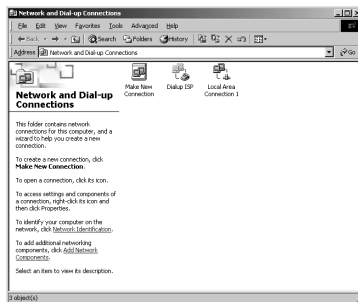 Network and Dial-up Connections
File Edit View Favorites Tools Advanced Help
Back Search Folders History
Address Network and Dial-up Connections Go
Network and Dial-up
Connections
This folder contains network
connections for this computer, and a
wizard to help you create a new
connection.
To create a new connection, click
Make New Connection.
To open a connection, click its icon.
To access settings and components of
a connection, right-click its icon and
then click Properties.
To identify your computer on the
network, click Network Identification.
To add additional networking
components, click Add Network
Components.
Select an item to view its description.
Make New
Connection
Dialup ISP
Local Area
Connection 1
3 object(s)